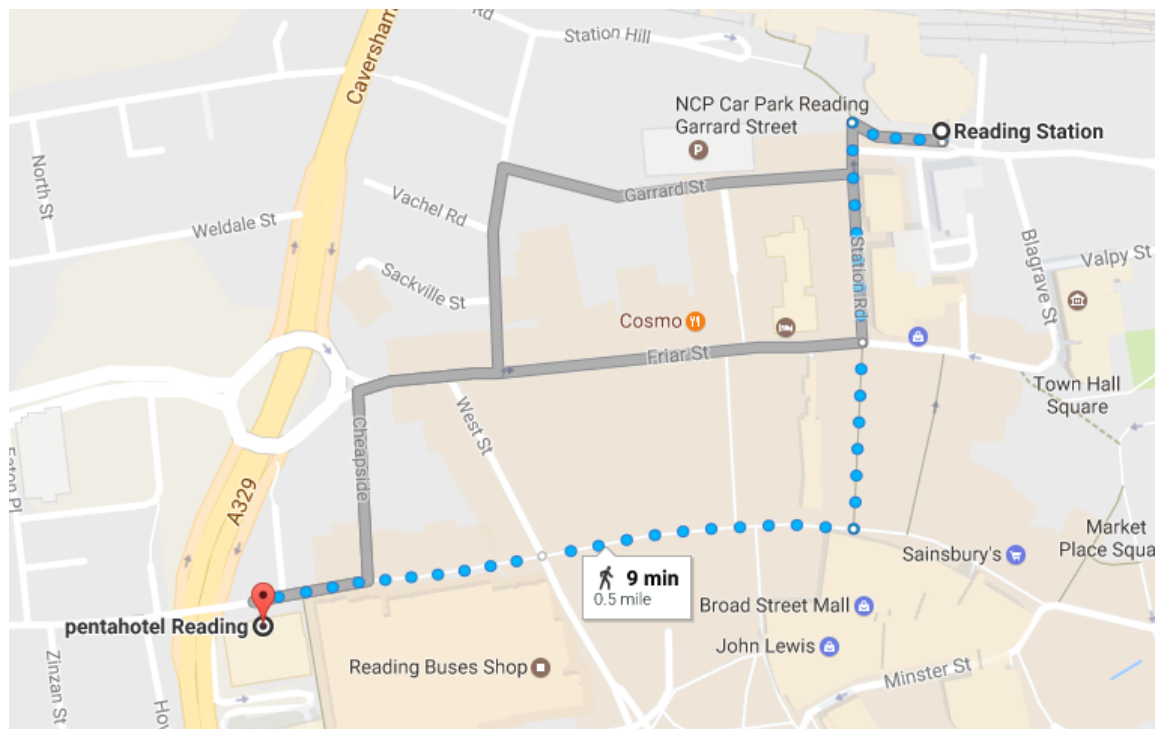 Rd
Station Hill
Caversham
NCP Car Park Reading
Garrard Street
P
Reading Station
North St
Garrard St
Vachel Rd
Weldale St
Station Rd
Blagrave St
Valpy St
Sackville St
Cosmo
Friar St
Town Hall
Square
West St
Cheapside
Eaton Pl
A329
Market
Place Squa
Sainsbury's
9 min
0.5 mile
Broad Street Mall
pentahotel Reading
John Lewis
Reading Buses Shop
Minster St
Zinzan St
How